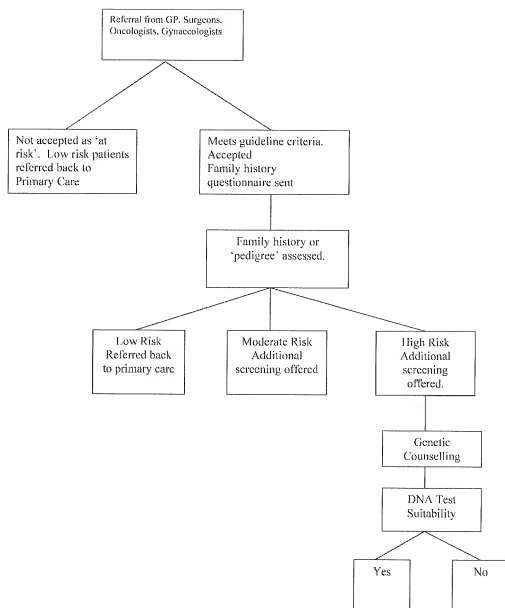 Referral from GP, Surgeons,
Oncologists, Gynaecologists
Not accepted as ‘at
risk’. Low risk patients
referred back to
Primary Care
Meets guideline criteria.
Accepted
Family history
questionnaire sent
Family history or
‘pedigree’ assessed.
Low Risk
Referred back
to primary care
Moderate Risk
Additional
screening offered
High Risk
Additional
screening
offered.
Genetic
Counselling
DNA Test
Suitability
Yes
No